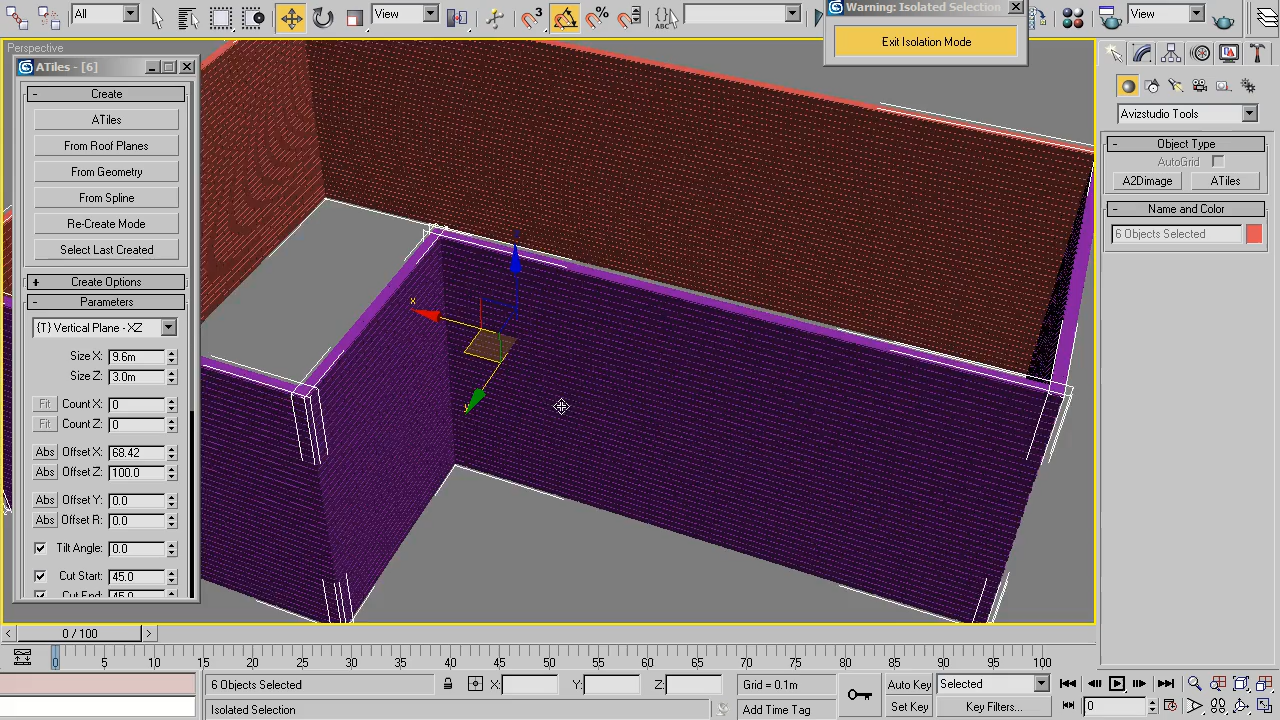 All
View
3
ABC
View
Warning: Isolated Selection
Exit Isolation Mode
Perspective
ATiles - [6]
Create
ATiles
From Roof Planes
From Geometry
From Spline
Re-Create Mode
Select Last Created
+ Create Options
- Parameters
{T} Vertical Plane - XZ
Size X: 9.6m
Size Z: 3.0m
Fit Count X: 0
Fit Count Z: 0
Abs Offset X: 68.42
Abs Offset Z: 100.0
Abs Offset Y: 0.0
Abs Offset R: 0.0
Tilt Angle: 0.0
Cut Start: 45.0
Cut End: 45.0
x
y
Avizstudio Tools
- Object Type
AutoGrid
A2Dimage ATiles
- Name and Color
6 Objects Selected
< 0 / 100 >
0 5 10 15 20 25 30 35 40 45 50 55 60 65 70 75 80 85 90 95 100
6 Objects Selected X: Y: Z: Grid = 0.1m Auto Key Selected
Isolated Selection Add Time Tag Set Key Key Filters... 0